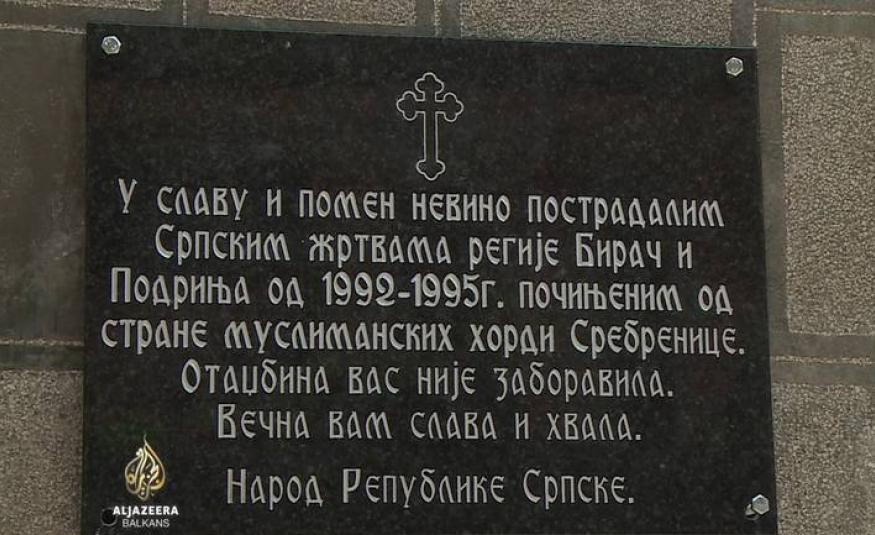 У славу и помен невино пострадалим
Српским жртвама регије Бирач и
Подриња од 1992-1995г. почињеним од
стране муслиманских хорди Сребренице.
Отаџбина вас није заборавила.
Вечна вам слава и хвала.
Народ Републике Српске.
ALJAZEERA
BALKANS